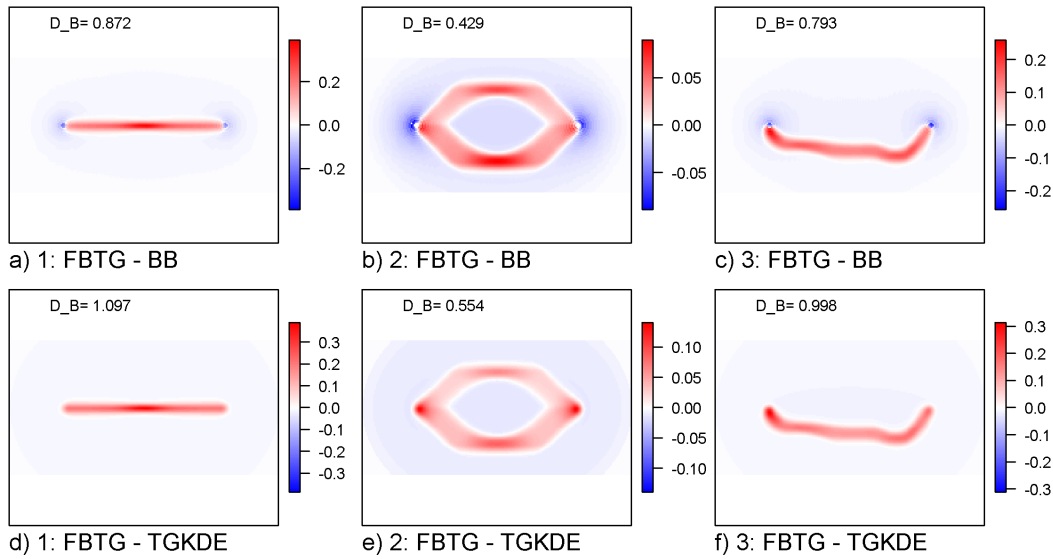 D_B= 0.872
0.2
0.0
-0.2
a) 1: FBTG - BB
D_B= 0.429
0.05
0.00
-0.05
b) 2: FBTG - BB
D_B= 0.793
0.2
0.1
0.0
-0.1
-0.2
c) 3: FBTG - BB
D_B= 1.097
0.3
0.2
0.1
0.0
-0.1
-0.2
-0.3
d) 1: FBTG - TGKDE
D_B= 0.554
0.10
0.05
0.00
-0.05
-0.10
e) 2: FBTG - TGKDE
D_B= 0.998
0.3
0.2
0.1
0.0
-0.1
-0.2
-0.3
f) 3: FBTG - TGKDE